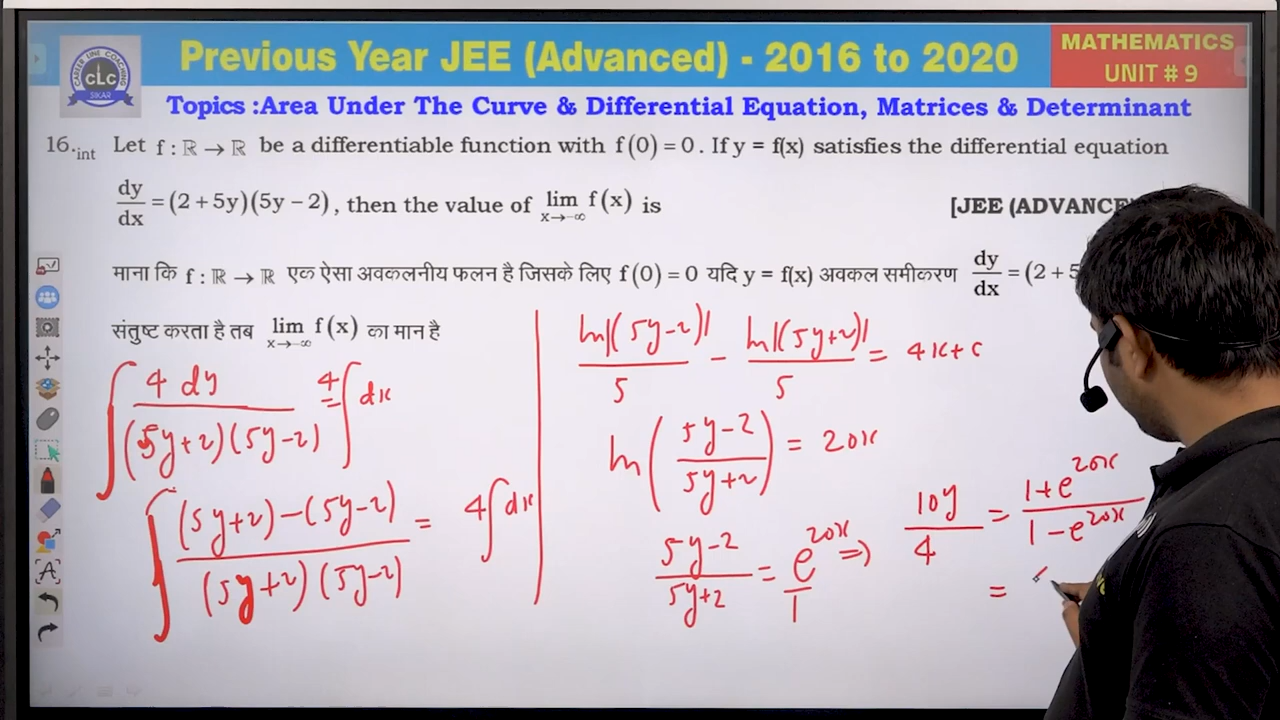 CAREER LINE COACHING
CLC
SIKAR
Previous Year JEE (Advanced) - 2016 to 2020
MATHEMATICS
UNIT # 9
Topics :Area Under The Curve & Differential Equation, Matrices & Determinant
16.int Let f : ℝ → ℝ be a differentiable function with f(0) = 0. If y = f(x) satisfies the differential equation
dy/dx = (2 + 5y)(5y − 2), then the value of lim x→−∞ f(x) is
[JEE (ADVANCE
माना कि f : ℝ → ℝ एक ऐसा अवकलनीय फलन है जिसके लिए f(0) = 0 यदि y = f(x) अवकल समीकरण dy/dx = (2 + 5
संतुष्ट करता है तब lim x→−∞ f(x) का मान है
∫ 4 dy / (5y+2)(5y−2) = 4 ∫ dx
∫ (5y+2)−(5y−2) / (5y+2)(5y−2) = 4 ∫ dx
ln|(5y−2)| / 5 − ln|(5y+2)| / 5 = 4x+c
ln( 5y−2 / 5y+2 ) = 20x
5y−2 / 5y+2 = e^20x / 1 ⇒
10y / 4 = 1+e^20x / 1−e^20x
=